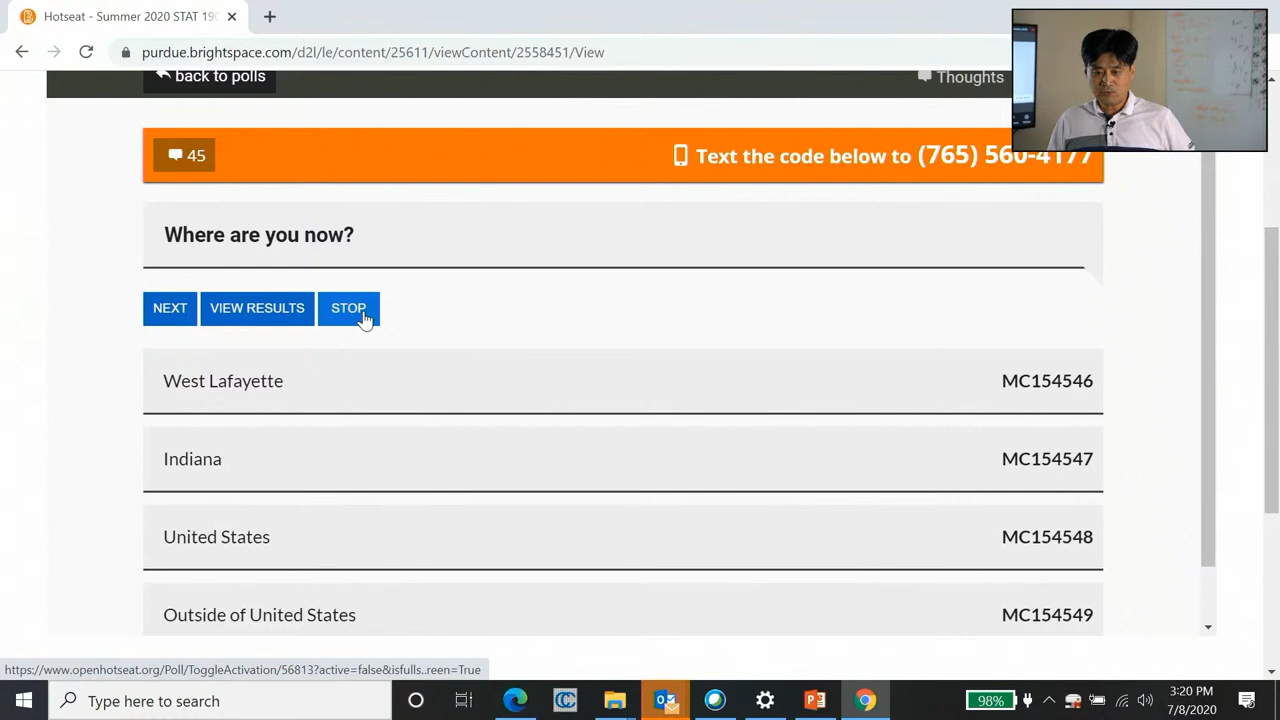 Hotseat - Summer 2020 STAT 190
purdue.brightspace.com/d2l/le/content/25611/viewContent/2558451/View
back to polls
Thoughts
45
Text the code below to (765) 560-4177
Where are you now?
NEXT
VIEW RESULTS
STOP
West Lafayette
MC154546
Indiana
MC154547
United States
MC154548
Outside of United States
MC154549
https://www.openhotseat.org/Poll/ToggleActivation/56813?active=false&isfulls..reen=True
Type here to search
98%
3:20 PM
7/8/2020